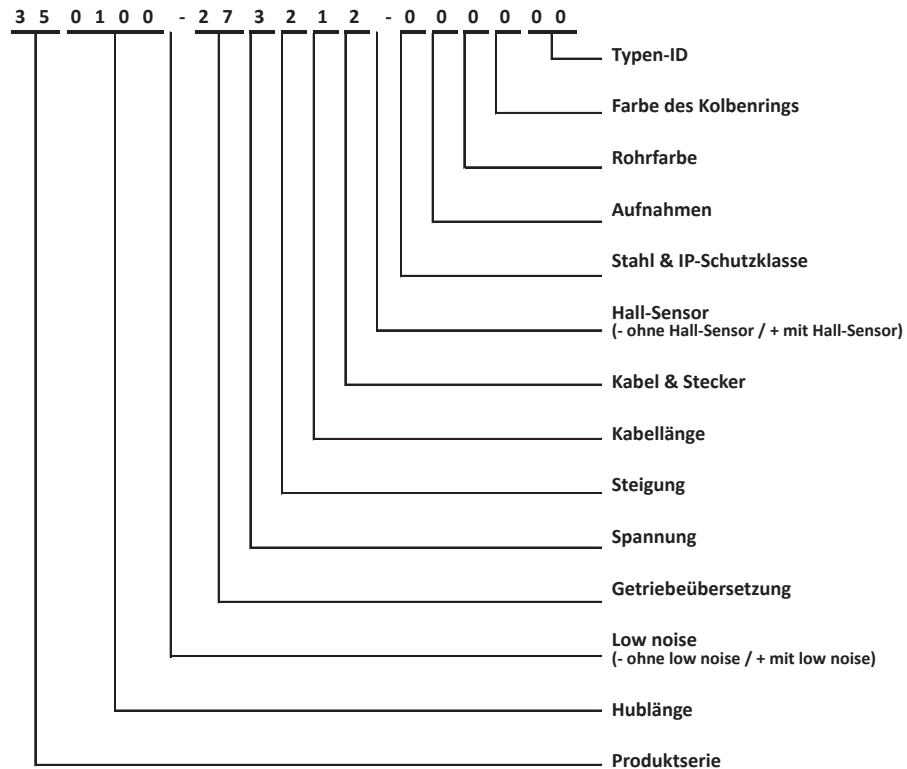 3 5 0 1 0 0 - 2 7 3 2 1 2 - 0 0 0 0 0 0
Typen-ID
Farbe des Kolbenrings
Rohrfarbe
Aufnahmen
Stahl & IP-Schutzklasse
Hall-Sensor
(- ohne Hall-Sensor / + mit Hall-Sensor)
Kabel & Stecker
Kabellänge
Steigung
Spannung
Getriebeübersetzung
Low noise
(- ohne low noise / + mit low noise)
Hublänge
Produktserie